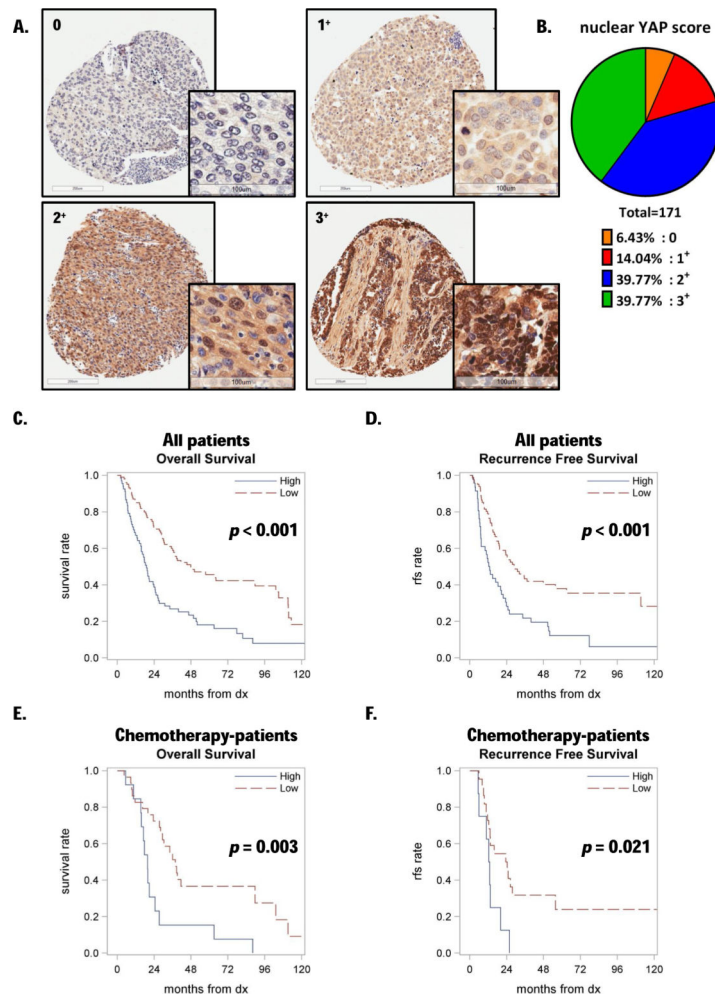 A.
0
1+
B.
nuclear YAP score
100um
100um
2+
3+
Total=171
6.43% : 0
14.04% : 1+
39.77% : 2+
39.77% : 3+
100um
100um
C.
D.
All patients
Overall Survival
All patients
Recurrence Free Survival
1.0
0.8
0.6
0.4
0.2
0.0
survival rate
High
Low
p < 0.001
0 24 48 72 96 120
months from dx
1.0
0.8
0.6
0.4
0.2
0.0
rfs rate
High
Low
p < 0.001
0 24 48 72 96 120
months from dx
E.
F.
Chemotherapy-patients
Overall Survival
Chemotherapy-patients
Recurrence Free Survival
1.0
0.8
0.6
0.4
0.2
0.0
survival rate
High
Low
p = 0.003
0 24 48 72 96 120
months from dx
1.0
0.8
0.6
0.4
0.2
0.0
rfs rate
High
Low
p = 0.021
0 24 48 72 96 120
months from dx